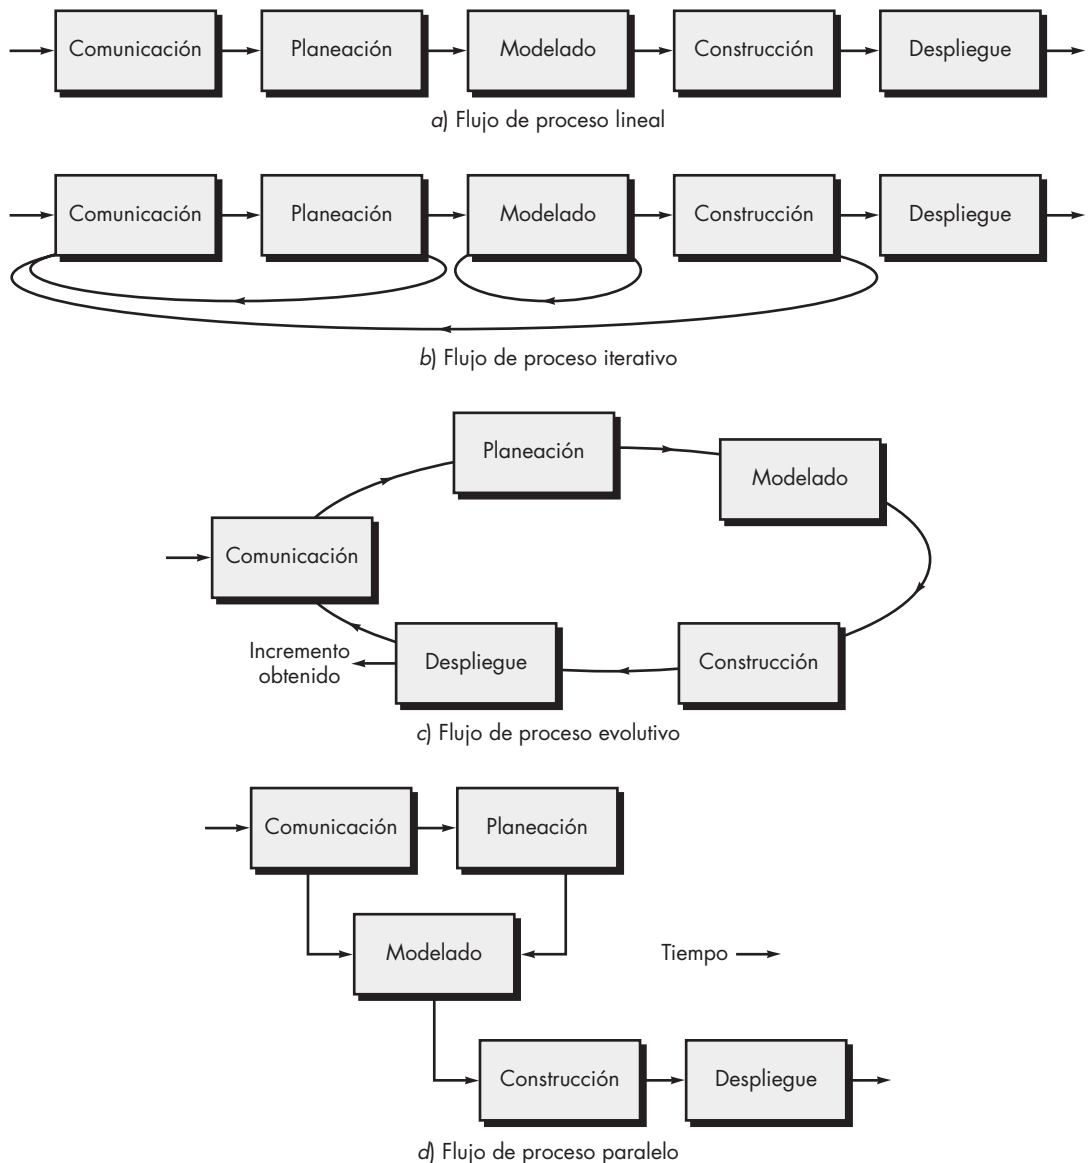 Comunicación
Planeación
Modelado
Construcción
Despliegue
a) Flujo de proceso lineal
Comunicación
Planeación
Modelado
Construcción
Despliegue
b) Flujo de proceso iterativo
Planeación
Modelado
Comunicación
Incremento
obtenido
Despliegue
Construcción
c) Flujo de proceso evolutivo
Comunicación
Planeación
Modelado
Tiempo
Construcción
Despliegue
d) Flujo de proceso paralelo